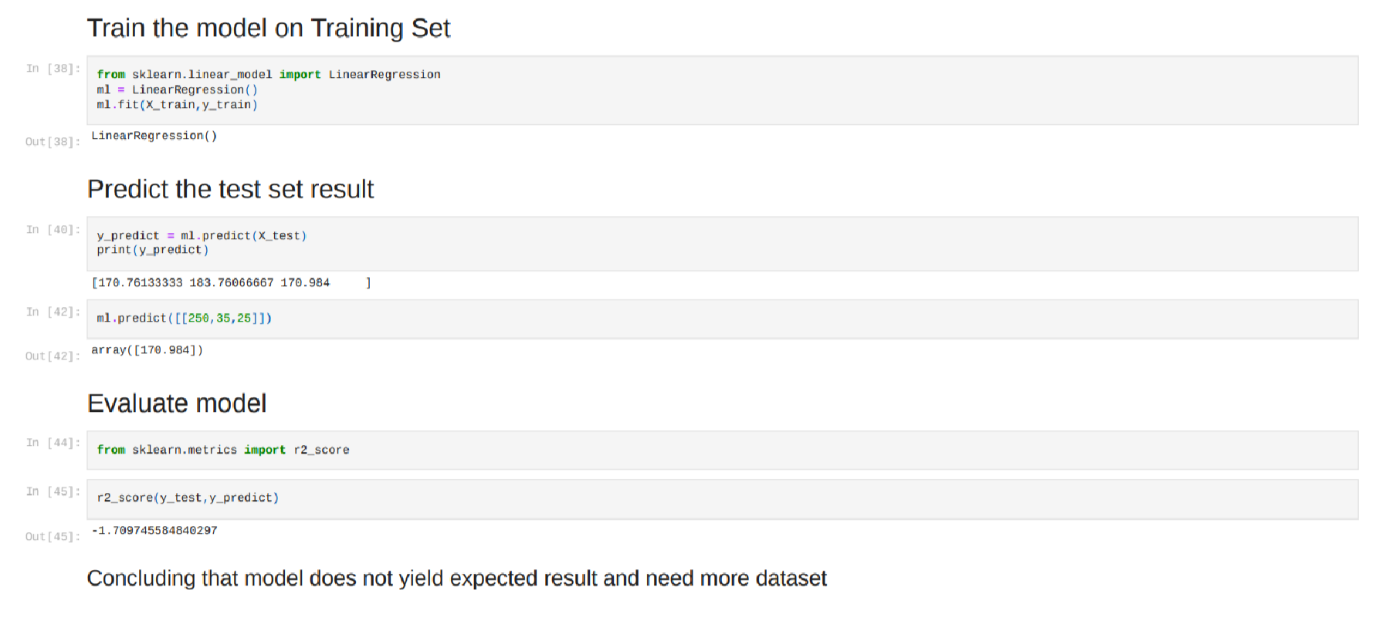 Train the model on Training Set
In [38]:
from sklearn.linear_model import LinearRegression
ml = LinearRegression()
ml.fit(X_train,y_train)
Out[38]:
LinearRegression()
Predict the test set result
In [40]:
y_predict = ml.predict(X_test)
print(y_predict)
[170.76133333 183.76066667 170.984     ]
In [42]:
ml.predict([[250,35,25]])
Out[42]:
array([170.984])
Evaluate model
In [44]:
from sklearn.metrics import r2_score
In [45]:
r2_score(y_test,y_predict)
Out[45]:
-1.709745584840297
Concluding that model does not yield expected result and need more dataset